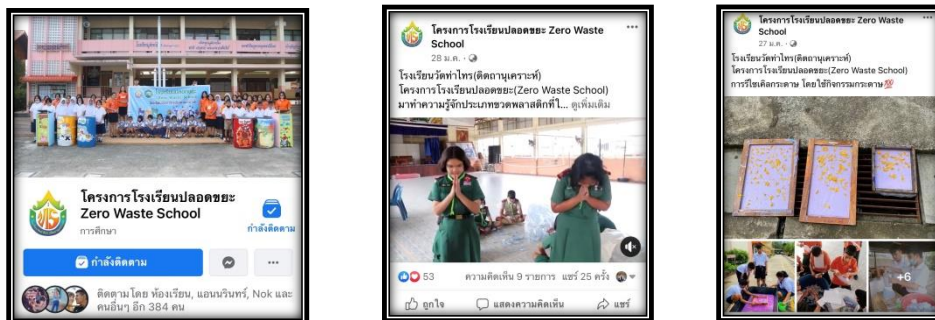 โครงการโรงเรียนปลอดขยะ
Zero Waste School
การศึกษา
กำลังติดตาม
กำลังติดตาม
ติดตามโดย ห้องเรียน, แอนนรินทร์, Nok และ
คนอื่นๆ อีก 384 คน
โครงการโรงเรียนปลอดขยะ Zero Waste
School
28 ม.ค.
โรงเรียนวัดท่าไทร(ดิตถานุเคราะห์)
โครงการโรงเรียนปลอดขยะ(Zero Waste School)
มาทำความรู้จักประเภทขวดพลาสติกที่ใ... ดูเพิ่มเติม
53
ความคิดเห็น 9 รายการ แชร์ 25 ครั้ง
ถูกใจ
แสดงความคิดเห็น
แชร์
โครงการโรงเรียนปลอดขยะ Zero Waste
School
27 ม.ค.
โรงเรียนวัดท่าไทร(ดิตถานุเคราะห์)
โครงการโรงเรียนปลอดขยะ(Zero Waste School)
การรีไซเคิลกระดาษ โดยใช้กิจกรรมกระดาษ💯
+6